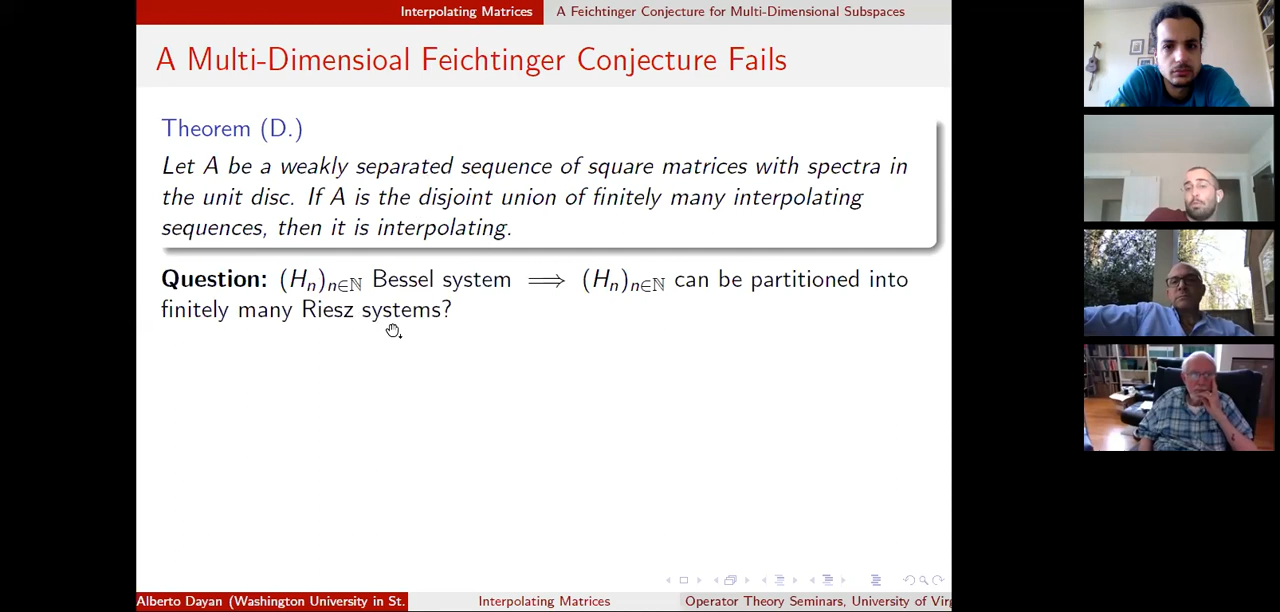 Interpolating Matrices A Feichtinger Conjecture for Multi-Dimensional Subspaces
A Multi-Dimensioal Feichtinger Conjecture Fails
Theorem (D.)
Let A be a weakly separated sequence of square matrices with spectra in
the unit disc. If A is the disjoint union of finitely many interpolating
sequences, then it is interpolating.
Question: (Hₙ)ₙ∈ℕ Bessel system ⟹ (Hₙ)ₙ∈ℕ can be partitioned into
finitely many Riesz systems?
Alberto Dayan (Washington University in St. Interpolating Matrices Operator Theory Seminars, University of Virg